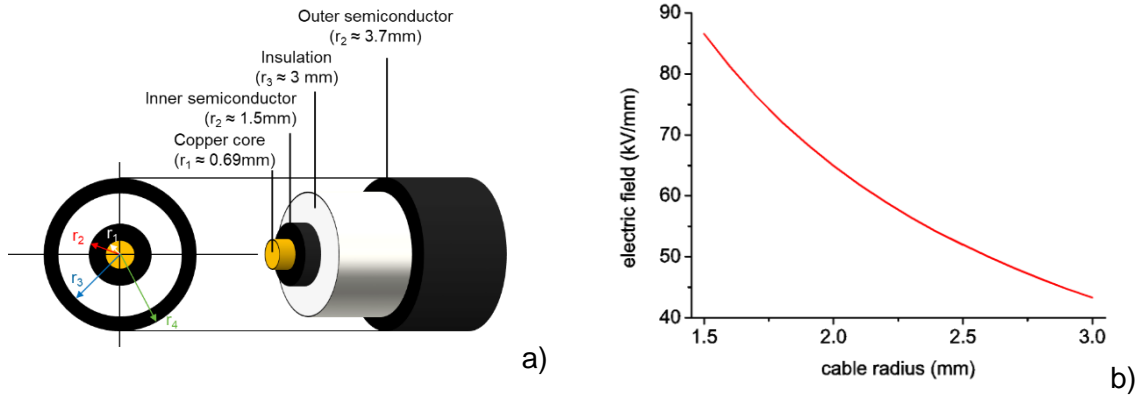 Outer semiconductor
(r₂ ≈ 3.7mm)
Insulation
(r₃ ≈ 3 mm)
Inner semiconductor
(r₂ ≈ 1.5mm)
Copper core
(r₁ ≈ 0.69mm)
r₁
r₂
r₃
r₄
a)
90
80
70
60
50
40
electric field (kV/mm)
1.5
2.0
2.5
3.0
cable radius (mm)
b)